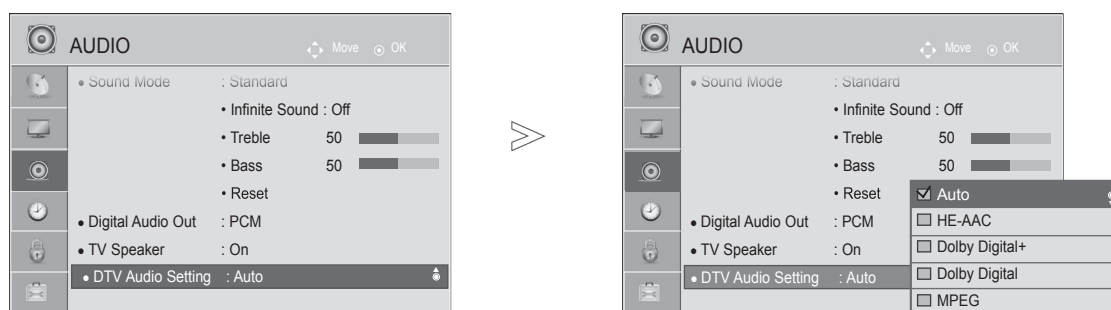 AUDIO
Move
OK
• Sound Mode : Standard
• Infinite Sound : Off
• Treble 50
• Bass 50
• Reset
• Digital Audio Out : PCM
• TV Speaker : On
• DTV Audio Setting : Auto
AUDIO
Move
OK
• Sound Mode : Standard
• Infinite Sound : Off
• Treble 50
• Bass 50
• Reset
• Digital Audio Out : PCM
• TV Speaker : On
• DTV Audio Setting : Auto
Auto
HE-AAC
Dolby Digital+
Dolby Digital
MPEG